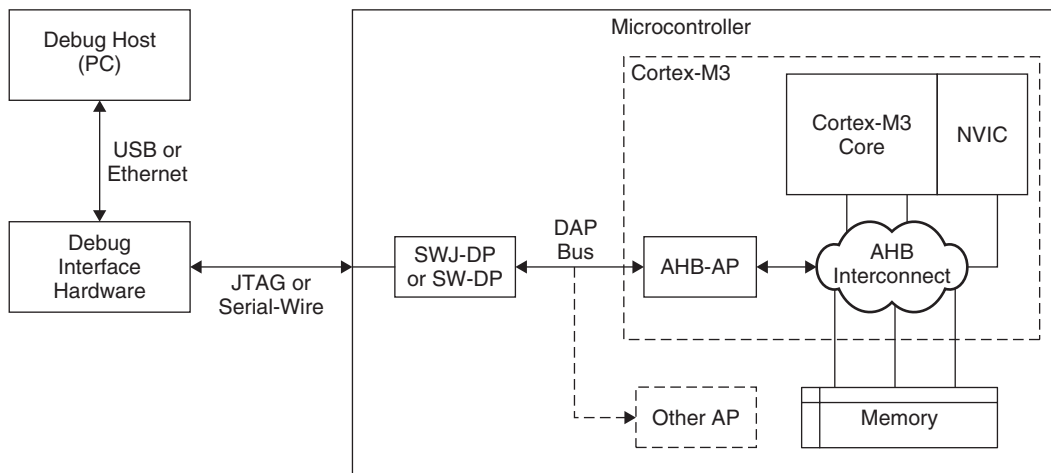 Microcontroller
Debug Host
(PC)
USB or
Ethernet
Debug
Interface
Hardware
JTAG or
Serial-Wire
SWJ-DP
or SW-DP
DAP
Bus
Cortex-M3
AHB-AP
Cortex-M3
Core
NVIC
AHB
Interconnect
Other AP
Memory